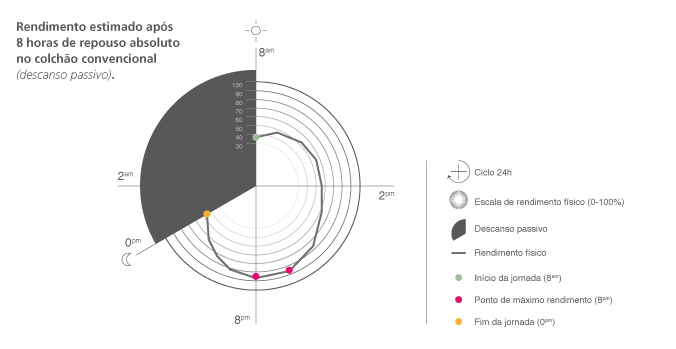 Rendimento estimado após
8 horas de repouso absoluto
no colchão convencional
(descanso passivo).
8am
100
90
80
70
60
50
40
30
2am
2pm
0pm
8pm
Ciclo 24h
Escala de rendimento físico (0-100%)
Descanso passivo
Rendimento físico
Início da jornada (8am)
Ponto de máximo rendimento (8pm)
Fim da jornada (0pm)